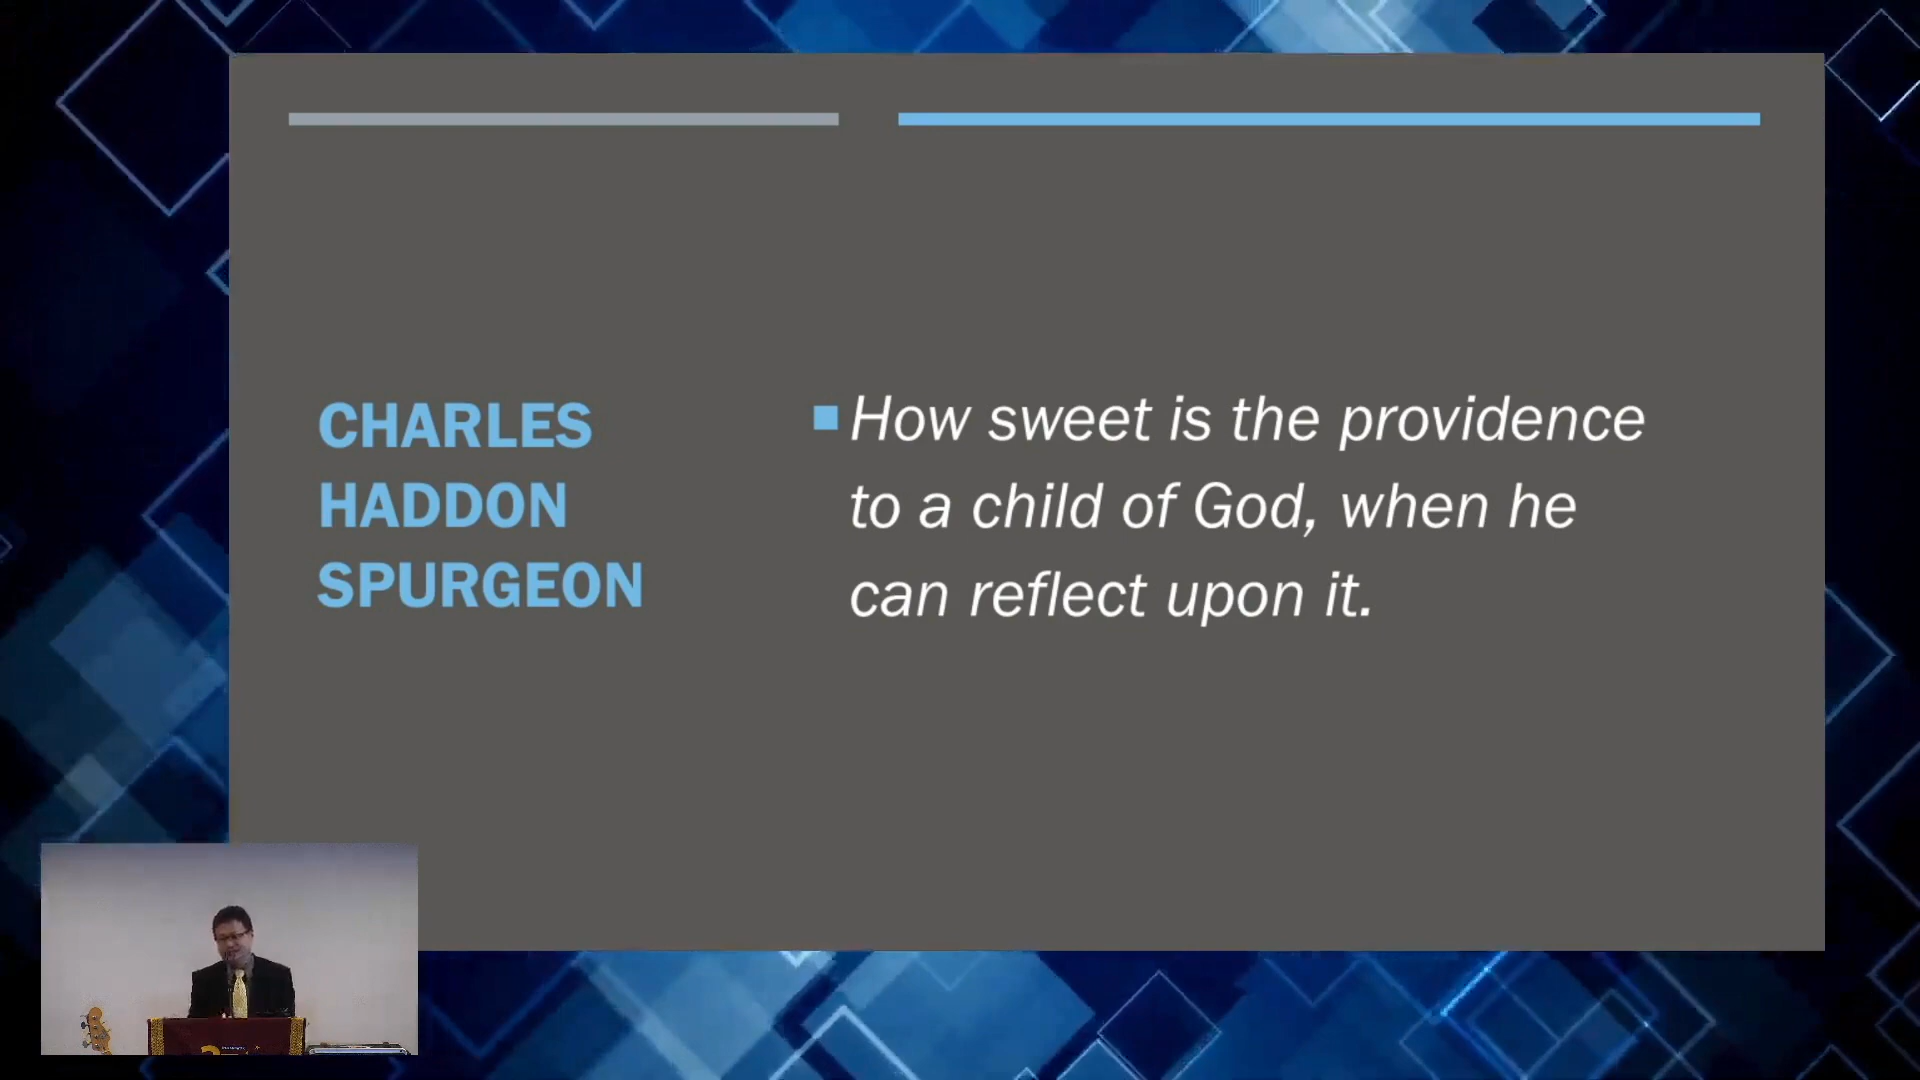 CHARLES
HADDON
SPURGEON
How sweet is the providence
to a child of God, when he
can reflect upon it.